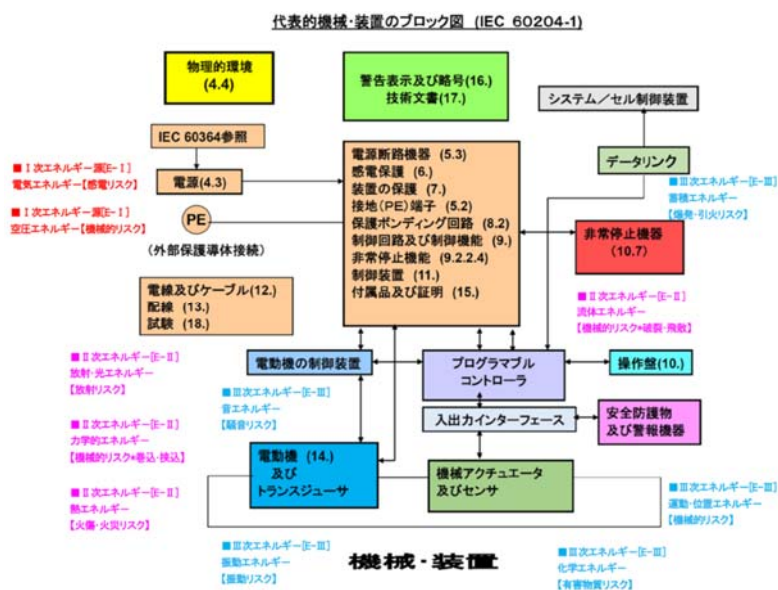 代表的機械・装置のブロック図 (IEC 60204-1)
物理的環境
(4.4)
警告表示及び略号(16.)
技術文書(17.)
システム／セル制御装置
IEC 60364参照
データリンク
■Ⅰ次エネルギー源[E-Ⅰ]
電気エネルギー【感電リスク】
電源(4.3)
■Ⅰ次エネルギー源[E-Ⅰ]
空圧エネルギー【機械的リスク】
PE
(外部保護導体接続)
電源断路機器 (5.3)
感電保護 (6.)
装置の保護 (7.)
接地(PE)端子 (5.2)
保護ボンディング回路 (8.2)
制御回路及び制御機能 (9.)
非常停止機能 (9.2.2.4)
制御装置 (11.)
付属品及び証明 (15.)
■Ⅲ次エネルギー[E-Ⅲ]
蓄積エネルギー
【爆発・引火リスク】
非常停止機器
(10.7)
電線及びケーブル(12.)
配線 (13.)
試験 (18.)
■Ⅱ次エネルギー[E-Ⅱ]
流体エネルギー
【機械的リスク*破裂・飛散】
■Ⅱ次エネルギー[E-Ⅱ]
放射・光エネルギー
【放射リスク】
電動機の制御装置
プログラマブル
コントローラ
操作盤(10.)
■Ⅲ次エネルギー[E-Ⅲ]
音エネルギー
【騒音リスク】
入出力インターフェース
安全防護物
及び警報機器
■Ⅱ次エネルギー[E-Ⅱ]
力学的エネルギー
【機械的リスク*巻込・挟込】
電動機 (14.)
及び
トランスジューサ
機械アクチュエータ
及びセンサ
■Ⅱ次エネルギー[E-Ⅱ]
熱エネルギー
【火傷・火災リスク】
■Ⅲ次エネルギー[E-Ⅲ]
運動・位置エネルギー
【機械的リスク】
■Ⅲ次エネルギー[E-Ⅲ]
振動エネルギー
【振動リスク】
機械・装置
■Ⅲ次エネルギー[E-Ⅲ]
化学エネルギー
【有害物質リスク】